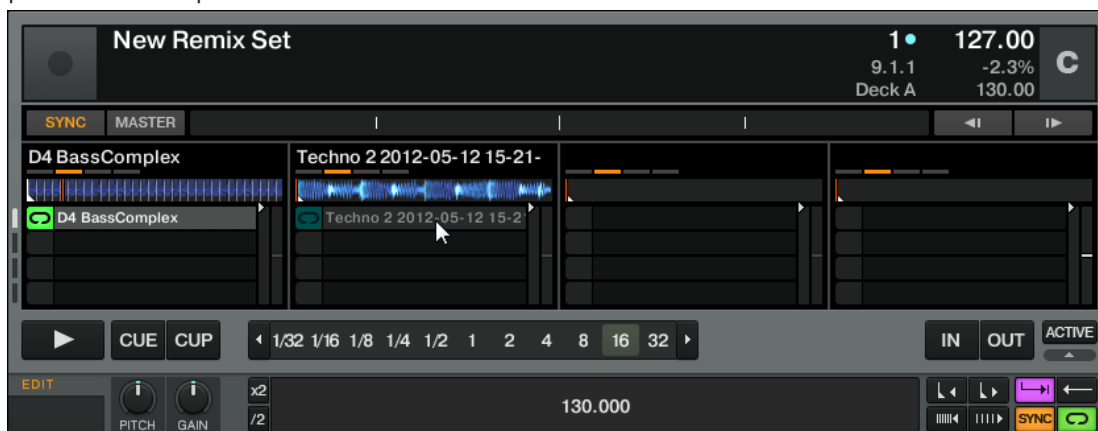 New Remix Set
1 127.00
9.1.1 -2.3%
Deck A 130.00
C
SYNC MASTER
D4 BassComplex
Techno 2 2012-05-12 15-21-
D4 BassComplex
Techno 2 2012-05-12 15-2
CUE CUP
1/32 1/16 1/8 1/4 1/2 1 2 4 8 16 32
IN OUT ACTIVE
EDIT
PITCH GAIN
x2
/2
130.000
SYNC